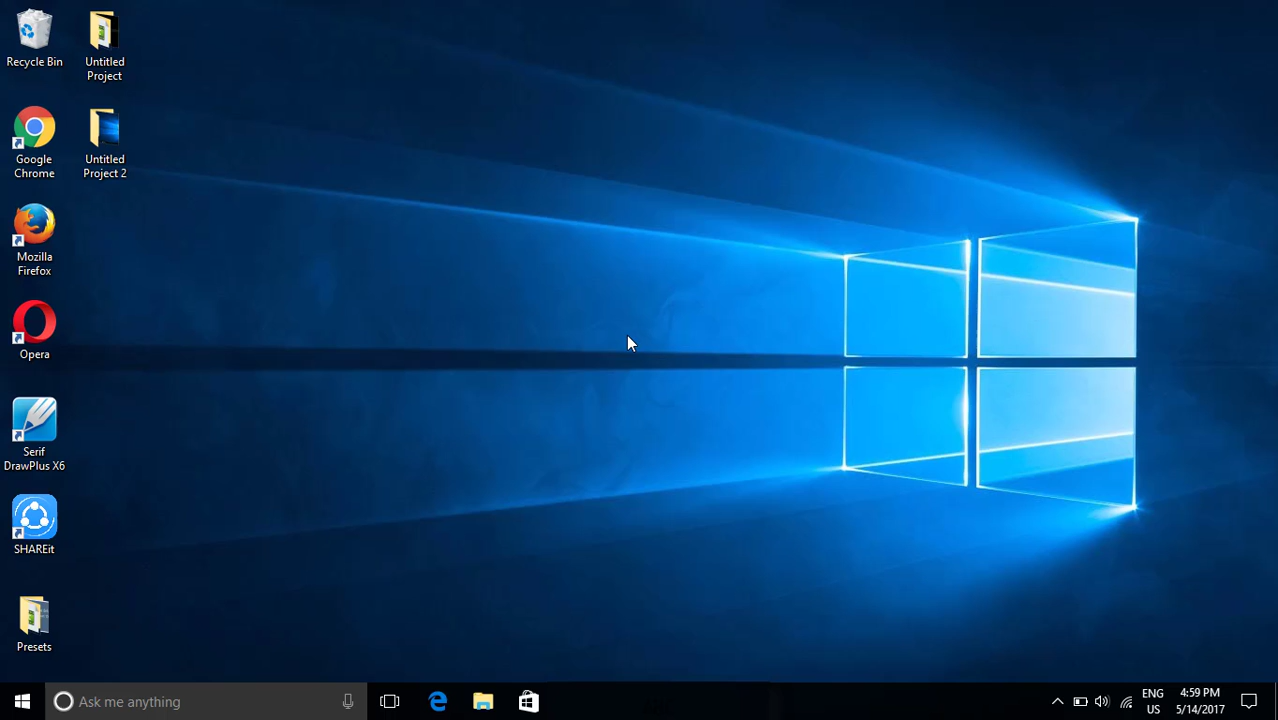 Recycle Bin
Untitled
Project
Google
Chrome
Untitled
Project 2
Mozilla
Firefox
Opera
Serif
DrawPlus X6
SHAREit
Presets
Ask me anything
ENG
US
4:59 PM
5/14/2017